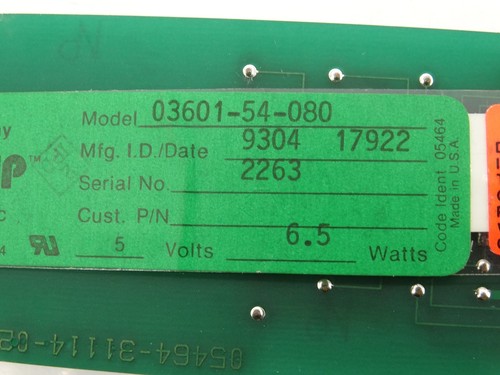 Model 03601-54-080
Mfg. I.D./Date 9304 17922
Serial No. 2263
Cust. P/N
5 Volts 6.5 Watts
Code Ident 05464
Made in U.S.A.
05464-31114-02